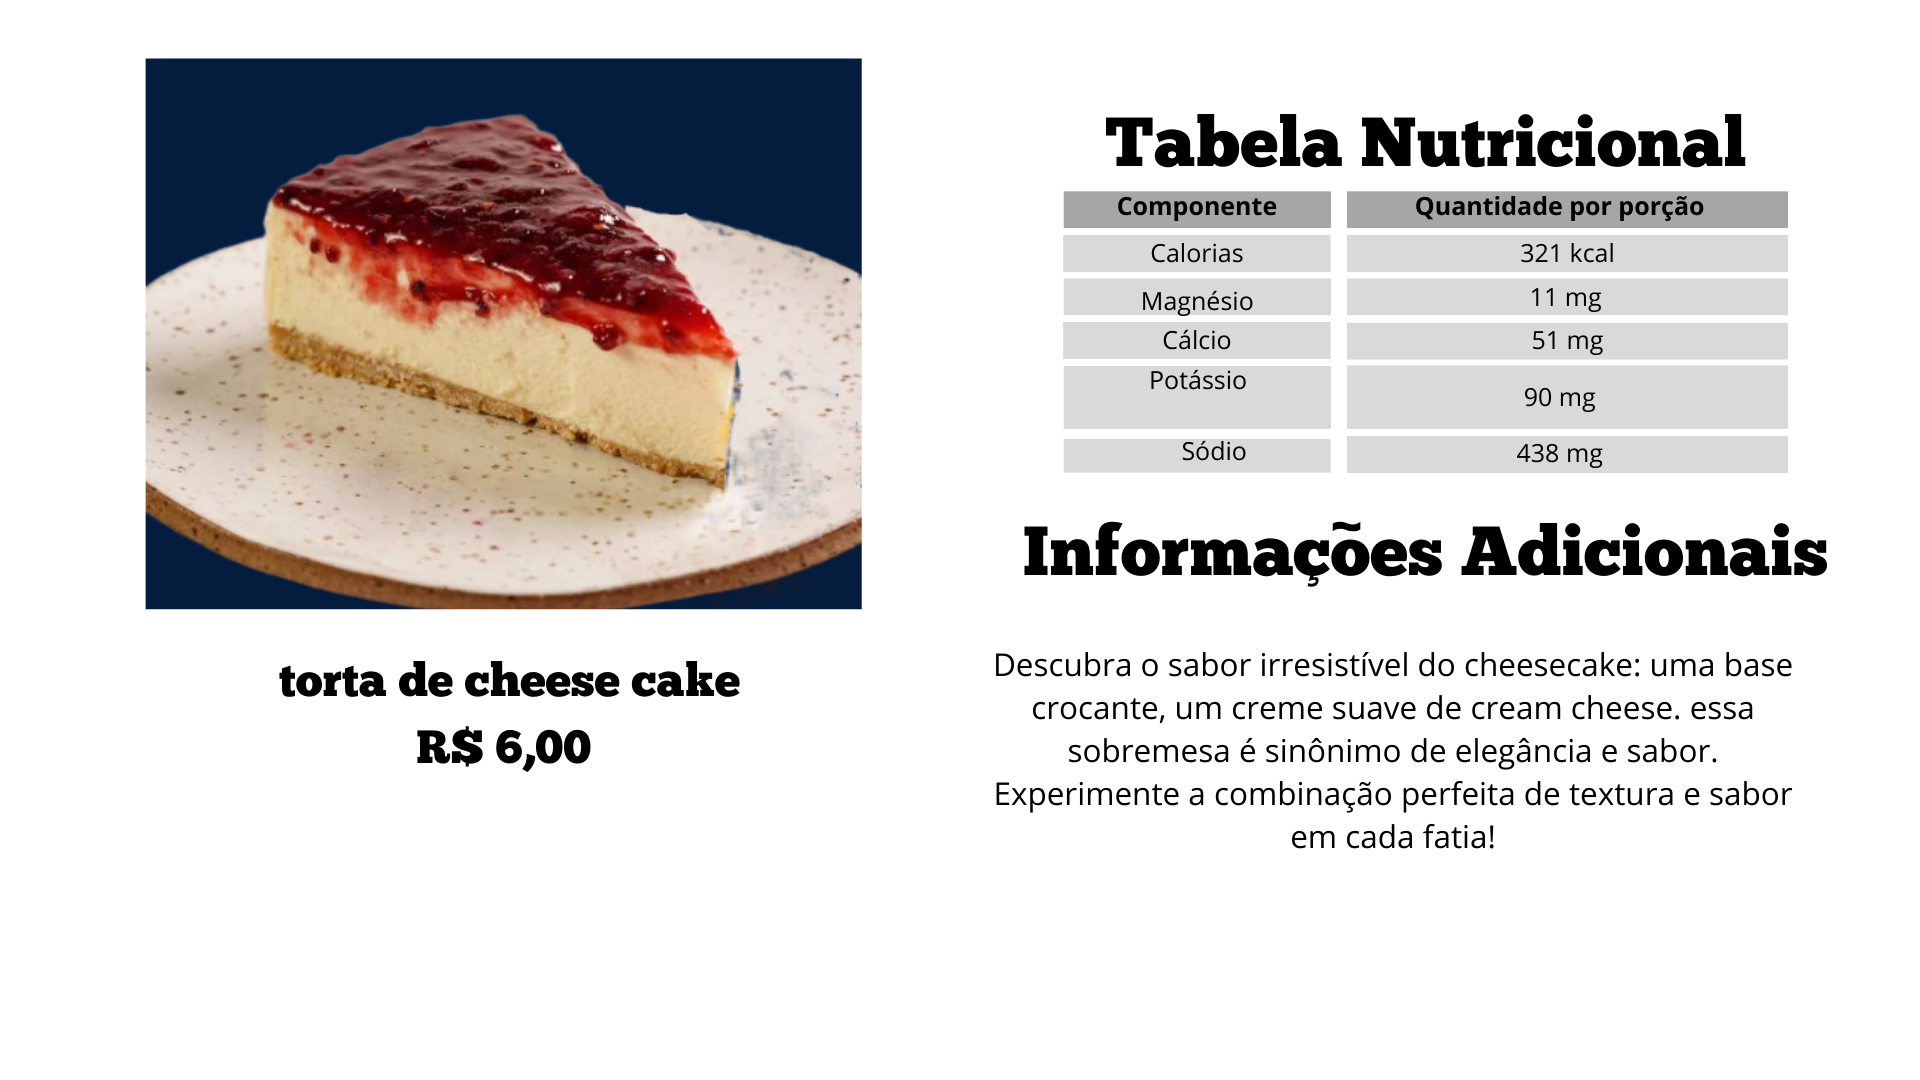 torta de cheese cake
R$ 6,00
Tabela Nutricional
Componente Quantidade por porção
Calorias 321 kcal
Magnésio 11 mg
Cálcio 51 mg
Potássio 90 mg
Sódio 438 mg
Informações Adicionais
Descubra o sabor irresistível do cheesecake: uma base
crocante, um creme suave de cream cheese. essa
sobremesa é sinônimo de elegância e sabor.
Experimente a combinação perfeita de textura e sabor
em cada fatia!